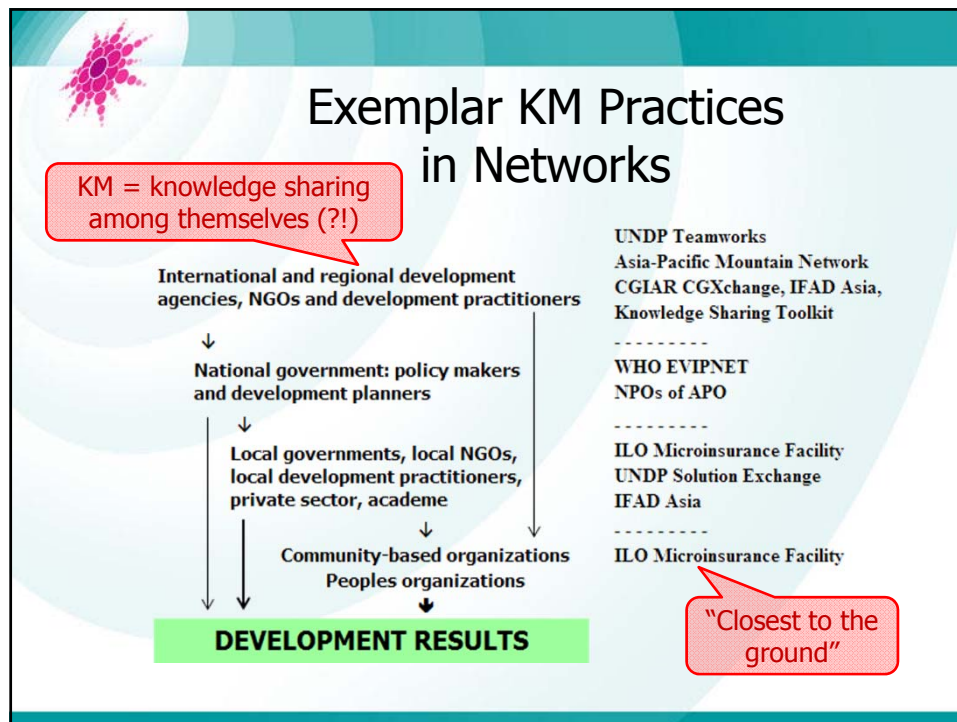 Exemplar KM Practices
in Networks
KM = knowledge sharing
among themselves (?!)
International and regional development
agencies, NGOs and development practitioners
↓
National government: policy makers
and development planners
↓
Local governments, local NGOs,
local development practitioners,
private sector, academe
↓
Community-based organizations
Peoples organizations
DEVELOPMENT RESULTS
UNDP Teamworks
Asia-Pacific Mountain Network
CGIAR CGXchange, IFAD Asia,
Knowledge Sharing Toolkit
- - - - - - - - -
WHO EVIPNET
NPOs of APO
- - - - - - - - -
ILO Microinsurance Facility
UNDP Solution Exchange
IFAD Asia
- - - - - - - - -
ILO Microinsurance Facility
“Closest to the
ground”